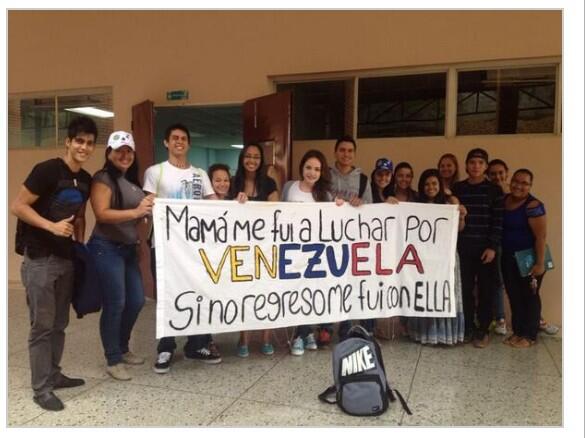 Mamá me fui a Luchar Por
VENEZUELA
Si no regreso me fui con ELLA
NIKE